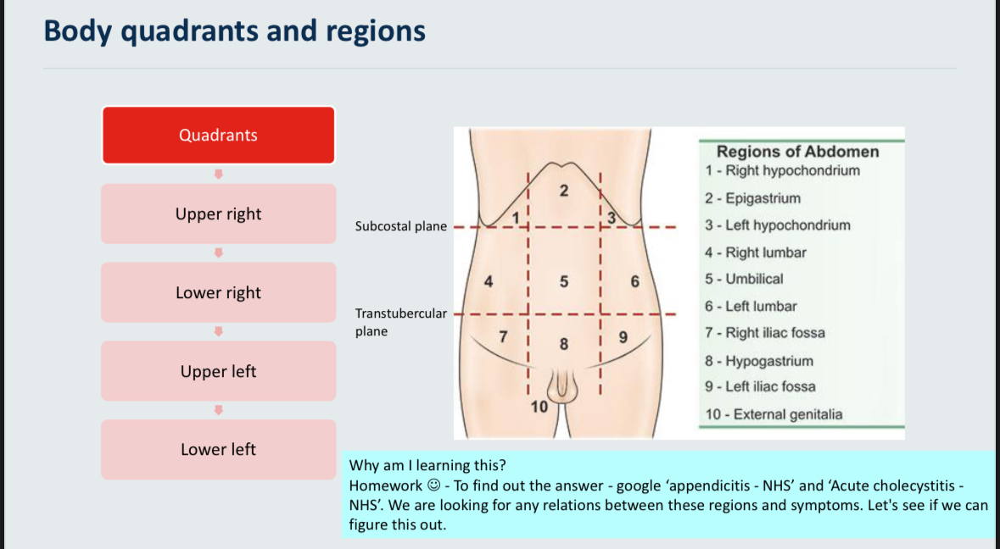 Body quadrants and regions
Quadrants
Upper right
Lower right
Upper left
Lower left
Subcostal plane
Transtubercular
plane
1
2
3
4
5
6
7
8
9
10
Regions of Abdomen
1 - Right hypochondrium
2 - Epigastrium
3 - Left hypochondrium
4 - Right lumbar
5 - Umbilical
6 - Left lumbar
7 - Right iliac fossa
8 - Hypogastrium
9 - Left iliac fossa
10 - External genitalia
Why am I learning this?
Homework ☺ - To find out the answer - google ‘appendicitis - NHS’ and ‘Acute cholecystitis -
NHS’. We are looking for any relations between these regions and symptoms. Let's see if we can
figure this out.